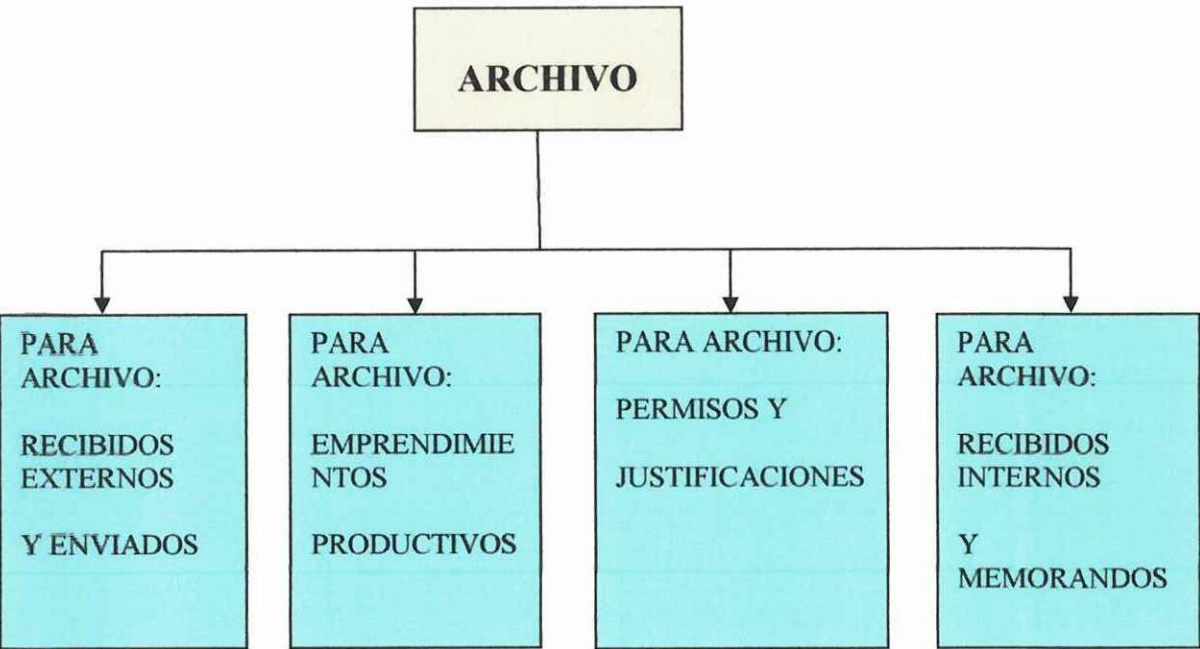 ARCHIVO
PARA
ARCHIVO:
RECIBIDOS
EXTERNOS
Y ENVIADOS
PARA
ARCHIVO:
EMPRENDIMIE
NTOS
PRODUCTIVOS
PARA ARCHIVO:
PERMISOS Y
JUSTIFICACIONES
PARA
ARCHIVO:
RECIBIDOS
INTERNOS
Y
MEMORANDOS